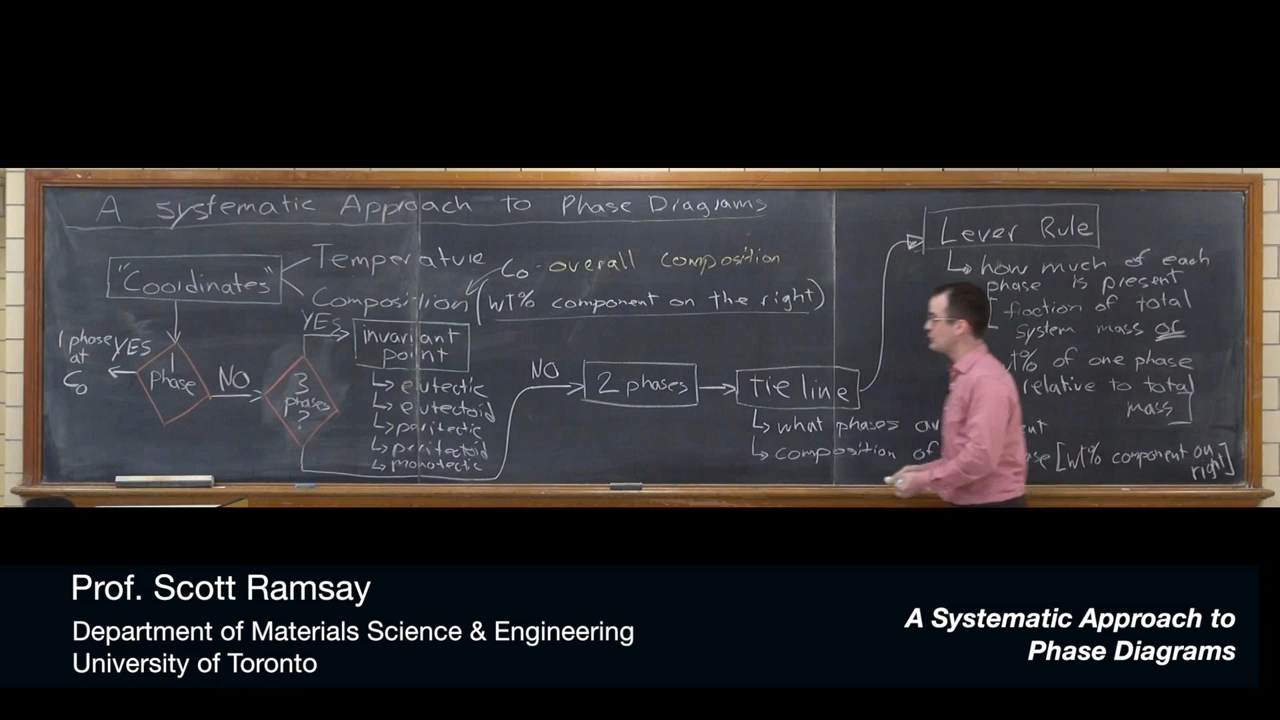 A Systematic Approach to Phase Diagrams
"Coordinates"
Temperature
Composition
C₀ - overall composition
(wt% component on the right)
1 phase
at
C₀
YES
1
phase
NO
3
phases
?
YES
invariant
point
↳ eutectic
↳ eutectoid
↳ peritectic
↳ peritectoid
↳ monotectic
NO
2 phases
tie line
↳ what phases
↳ composition of [wt% component on
right]
Lever Rule
↳ how much of each
phase is present
[fraction of total
system mass or
wt% of one phase
relative to total
mass]
Prof. Scott Ramsay
Department of Materials Science & Engineering
University of Toronto
A Systematic Approach to
Phase Diagrams